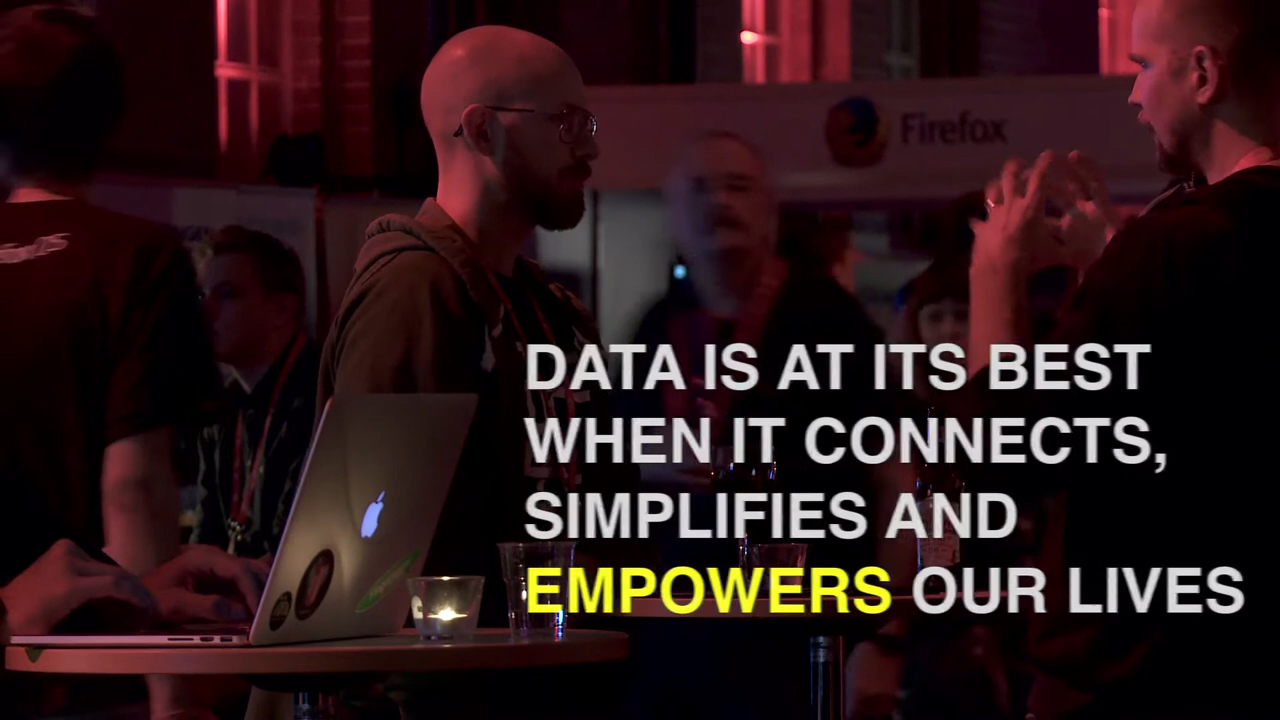 Firefox
DATA IS AT ITS BEST
WHEN IT CONNECTS,
SIMPLIFIES AND
EMPOWERS OUR LIVES